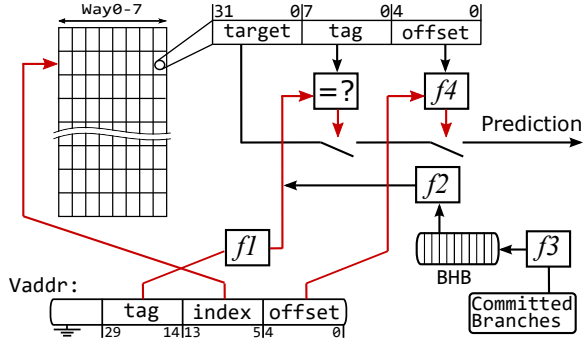 Way0-7
31 0 7 0 4 0
target tag offset
=? f4
Prediction
f2
f1
BHB
f3
Vaddr:
tag index offset
29 14 13 5 4 0
Committed
Branches